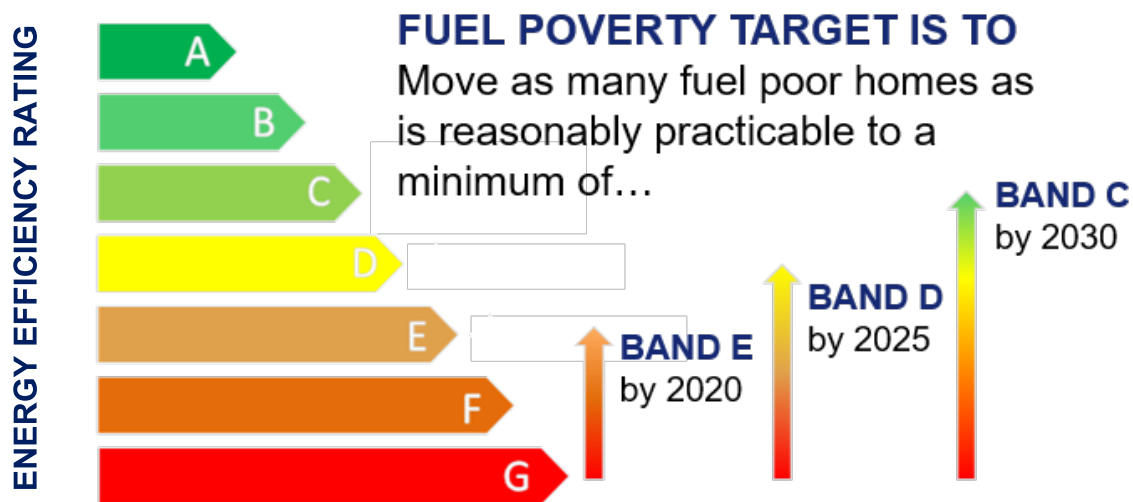 ENERGY EFFICIENCY RATING
A
B
C
D
E
F
G
FUEL POVERTY TARGET IS TO
Move as many fuel poor homes as
is reasonably practicable to a
minimum of…
BAND E
by 2020
BAND D
by 2025
BAND C
by 2030